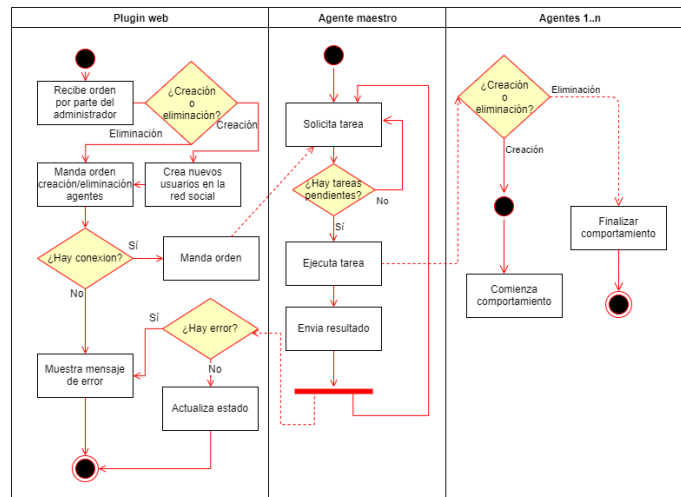 Plugin web
Agente maestro
Agentes 1..n
Recibe orden
por parte del
administrador
¿Creación
o
eliminación?
Eliminación
Creación
Manda orden
creación/eliminación
agentes
Crea nuevos
usuarios en la
red social
¿Hay conexion?
Sí
Manda orden
No
¿Hay error?
Sí
No
Muestra mensaje
de error
Actualiza estado
Solicita tarea
¿Hay tareas
pendientes?
No
Sí
Ejecuta tarea
Envia resultado
¿Creación
o
eliminación?
Eliminación
Creación
Finalizar
comportamiento
Comienza
comportamiento